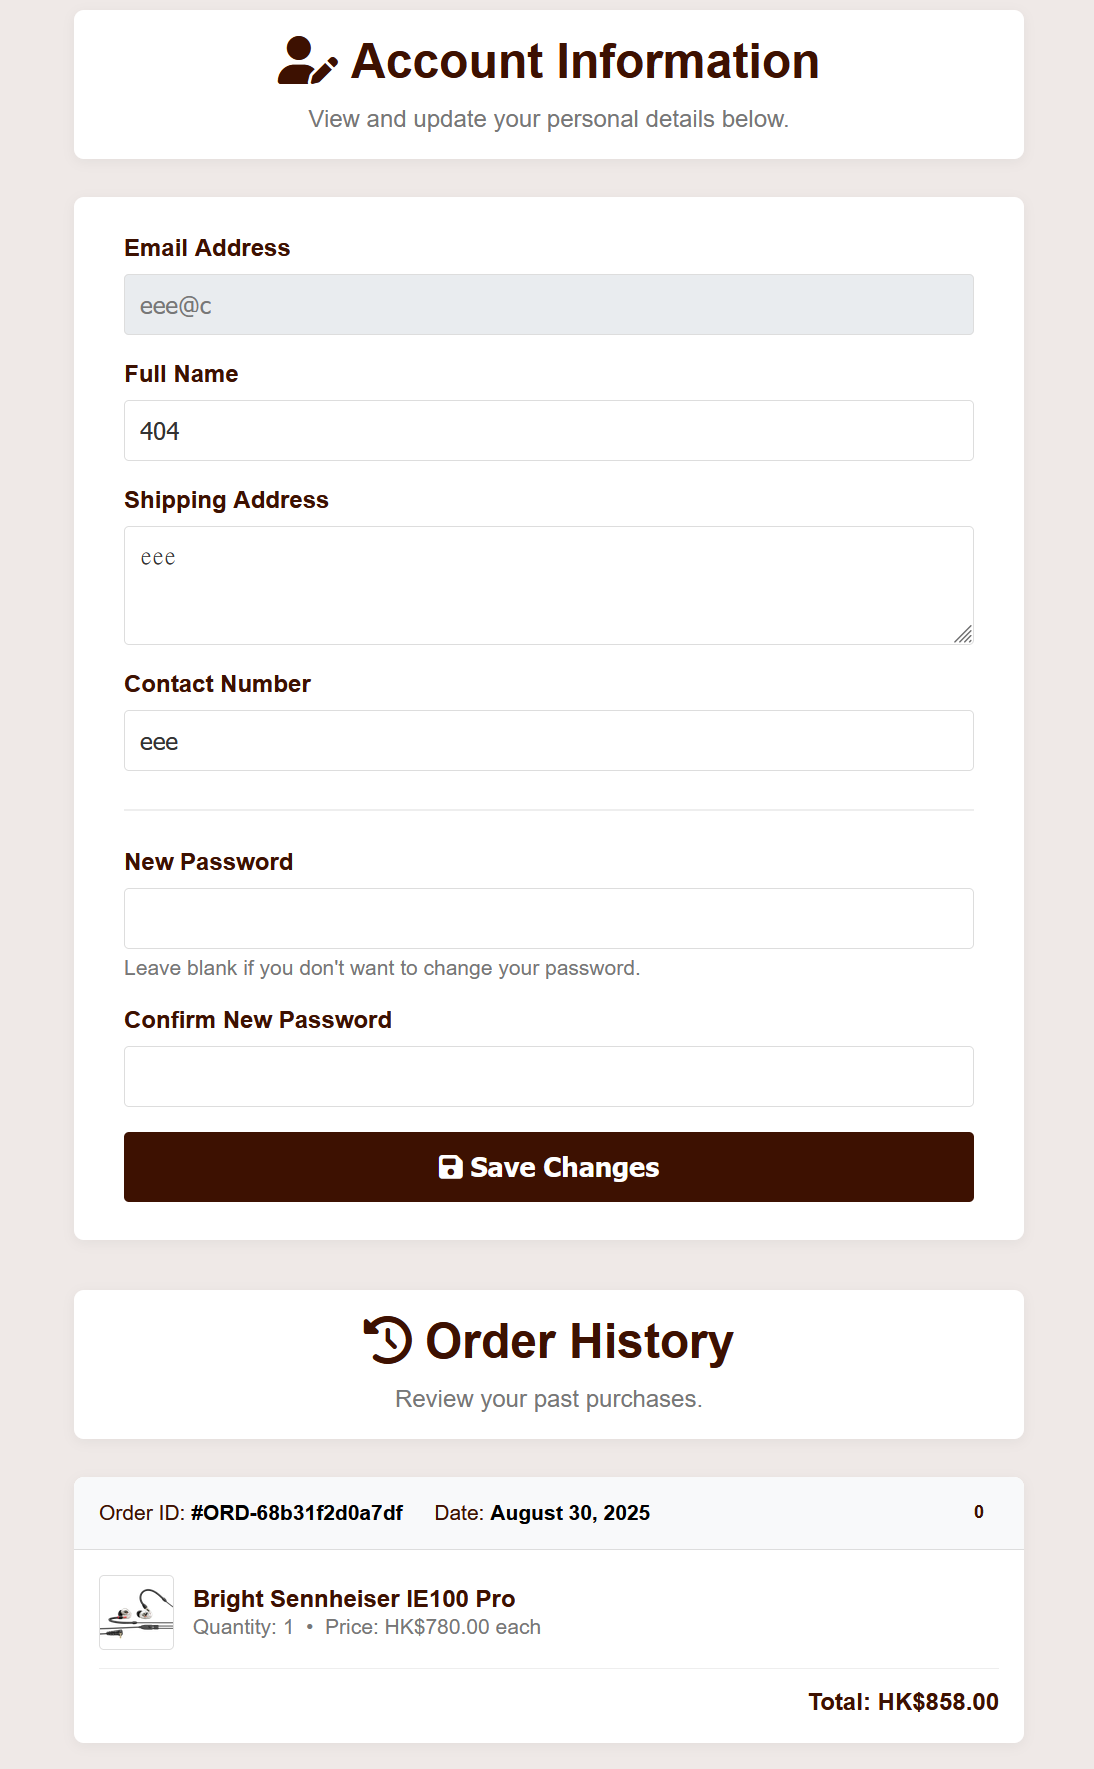 Account Information
View and update your personal details below.
Email Address
eee@c
Full Name
404
Shipping Address
eee
Contact Number
eee
New Password
Leave blank if you don't want to change your password.
Confirm New Password
Save Changes
Order History
Review your past purchases.
Order ID: #ORD-68b31f2d0a7df Date: August 30, 2025 0
Bright Sennheiser IE100 Pro
Quantity: 1 • Price: HK$780.00 each
Total: HK$858.00